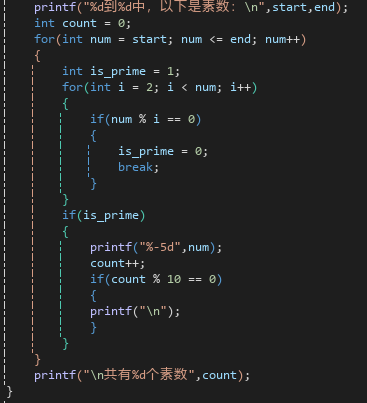 printf("%d到%d中，以下是素数：\n",start,end);
int count = 0;
for(int num = start; num <= end; num++)
{
int is_prime = 1;
for(int i = 2; i < num; i++)
{
if(num % i == 0)
{
is_prime = 0;
break;
}
}
if(is_prime)
{
printf("%-5d",num);
count++;
if(count % 10 == 0)
{
printf("\n");
}
}
}
printf("\n共有%d个素数",count);
}